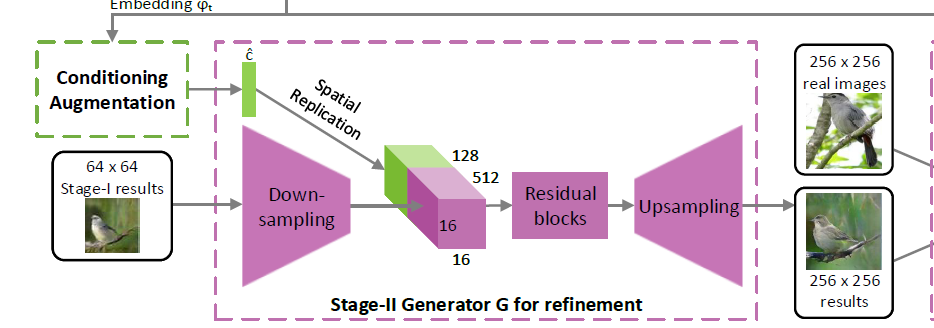 Embedding φₜ
Conditioning
Augmentation
ĉ
Spatial
Replication
64 x 64
Stage-I results
Down-
sampling
128
512
16
16
Residual
blocks
Upsampling
256 x 256
real images
256 x 256
results
Stage-II Generator G for refinement